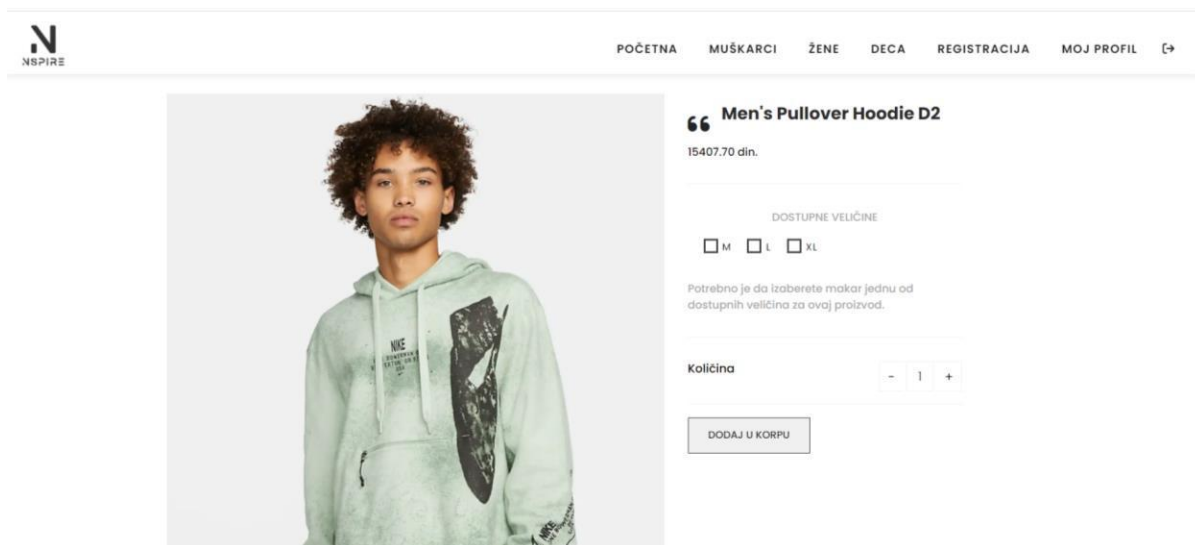 N
NSPIRE
POČETNA MUŠKARCI ŽENE DECA REGISTRACIJA MOJ PROFIL
Men's Pullover Hoodie D2
15407.70 din.
DOSTUPNE VELIČINE
M L XL
Potrebno je da izaberete makar jednu od
dostupnih veličina za ovaj proizvod.
Količina - 1 +
DODAJ U KORPU
NIKE
NIKE